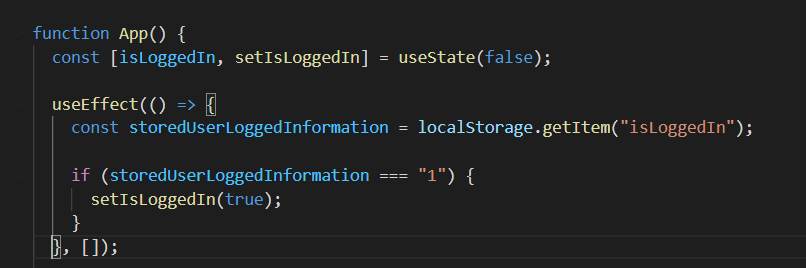 function App() {
const [isLoggedIn, setIsLoggedIn] = useState(false);
useEffect(() => {
const storedUserLoggedInformation = localStorage.getItem("isLoggedIn");
if (storedUserLoggedInformation === "1") {
setIsLoggedIn(true);
}
}, []);